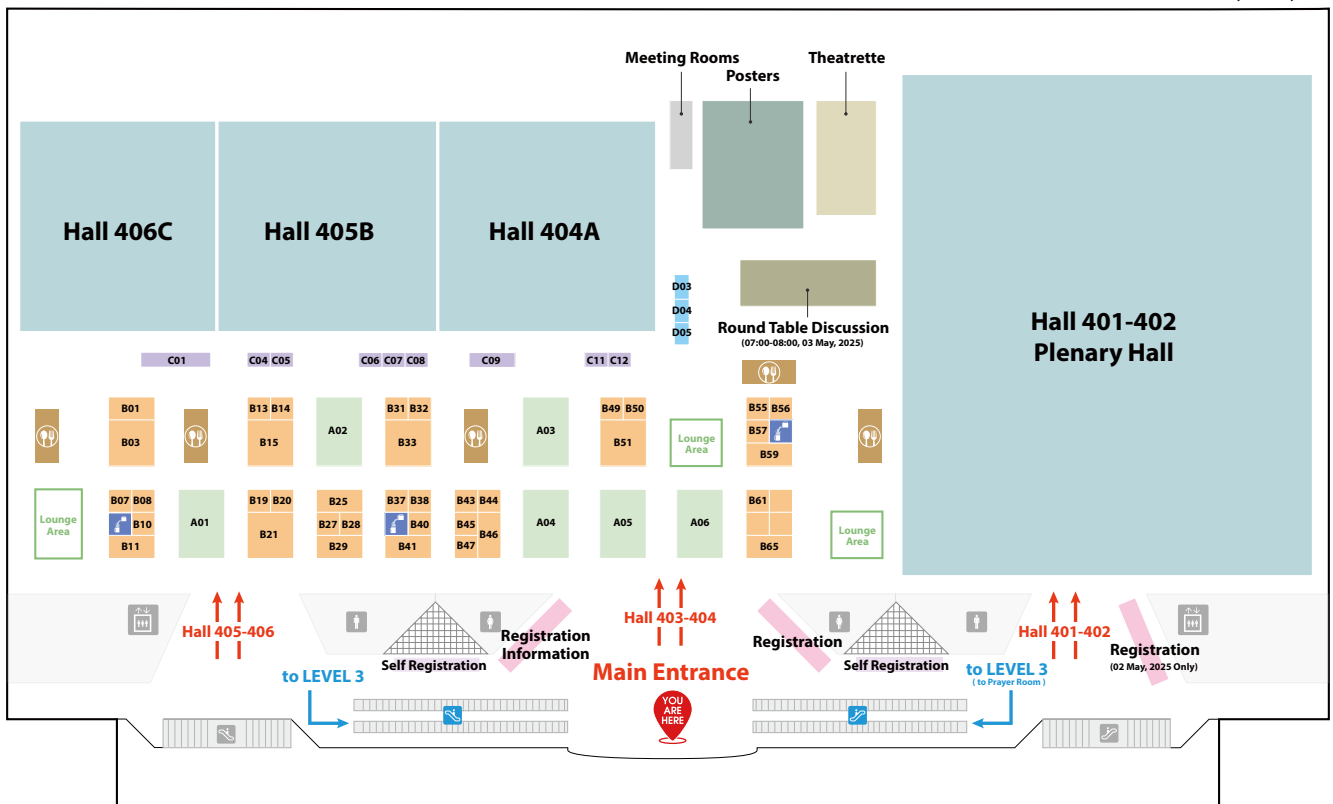 Meeting Rooms
Posters
Theatrette
Hall 406C
Hall 405B
Hall 404A
Hall 401-402
Plenary Hall
D03
D04
D05
Round Table Discussion
(07:00-08:00, 03 May, 2025)
C01
C04 C05
C06 C07 C08
C09
C11 C12
B01
B03
B13 B14
B15
A02
B31 B32
B33
A03
B49 B50
B51
Lounge
Area
B55 B56
B57
B59
Lounge
Area
B07 B08
B10
B11
A01
B19 B20
B21
B25
B27 B28
B29
B37 B38
B40
B41
B43 B44
B45
B46
B47
A04
A05
A06
B61
B65
Lounge
Area
Hall 405-406
Self Registration
Registration
Information
Hall 403-404
Registration
Self Registration
Hall 401-402
Registration
(02 May, 2025 Only)
to LEVEL 3
Main Entrance
to LEVEL 3
( to Prayer Room )
YOU
ARE
HERE